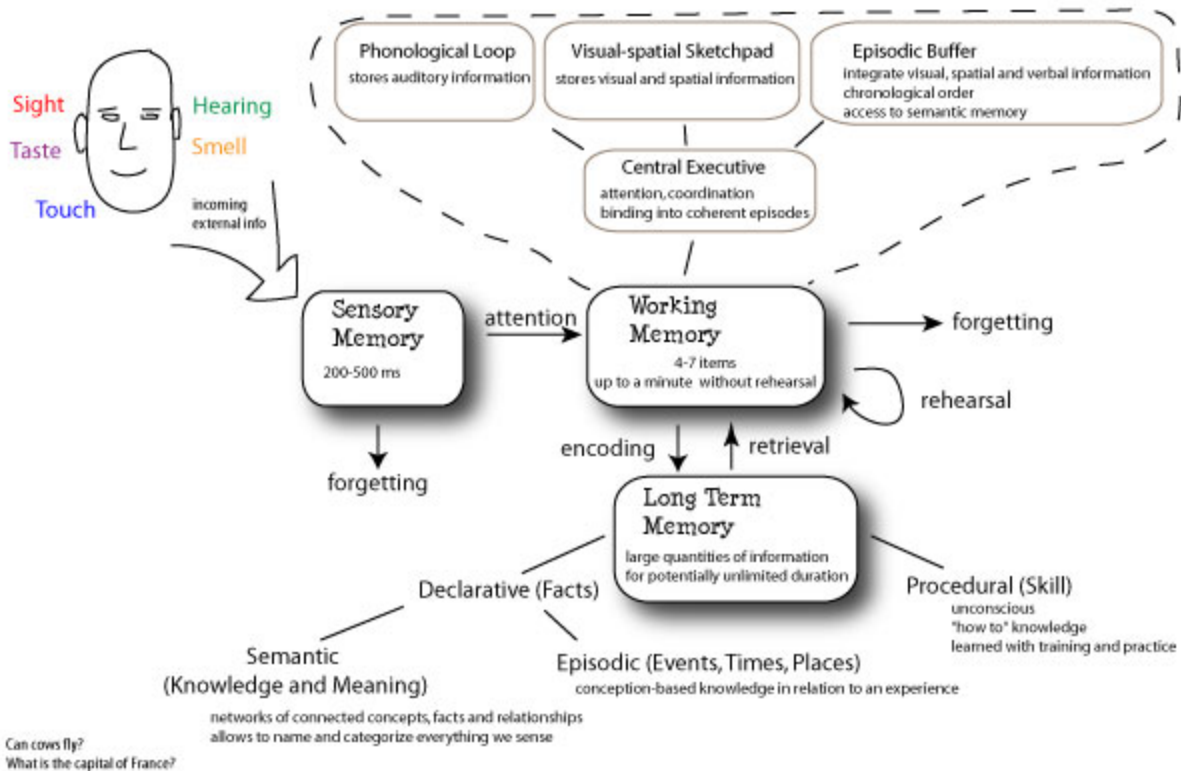 Phonological Loop
stores auditory information
Visual-spatial Sketchpad
stores visual and spatial information
Episodic Buffer
integrate visual, spatial and verbal information
chronological order
access to semantic memory
Sight
Hearing
Taste
Smell
Touch
incoming
external info
Central Executive
attention, coordination
binding into coherent episodes
Sensory
Memory
200-500 ms
attention
Working
Memory
4-7 items
up to a minute without rehearsal
forgetting
rehearsal
forgetting
encoding
retrieval
Long Term
Memory
large quantities of information
for potentially unlimited duration
Declarative (Facts)
Procedural (Skill)
unconscious
"how to" knowledge
learned with training and practice
Semantic
(Knowledge and Meaning)
networks of connected concepts, facts and relationships
allows to name and categorize everything we sense
Episodic (Events, Times, Places)
conception-based knowledge in relation to an experience
Can cows fly?
What is the capital of France?